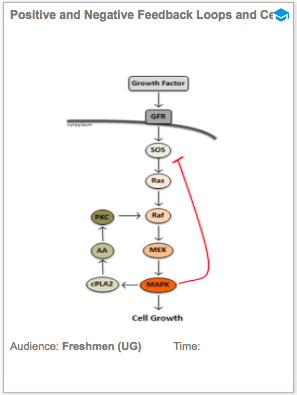 Positive and Negative Feedback Loops and Ce
Growth Factor
GFR
cytoplasm
SOS
Ras
PKC
Raf
AA
MEK
cPLA2
MAPK
Cell Growth
Audience: Freshmen (UG) Time: